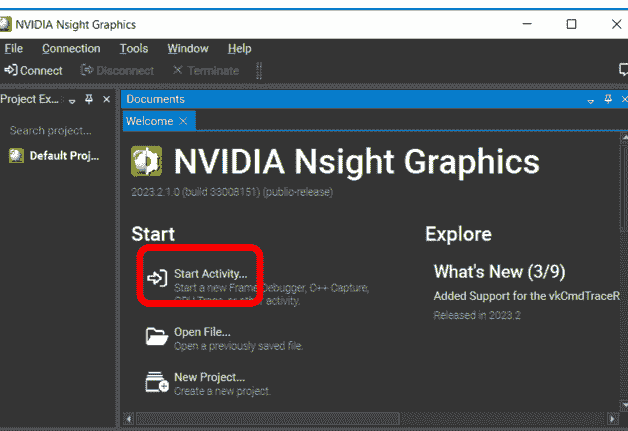 NVIDIA Nsight Graphics
File Connection Tools Window Help
Connect Disconnect Terminate
Project Ex...
Documents
Welcome
Search project...
Default Proj...
NVIDIA Nsight Graphics
2023.2.1.0 (build 33008151) (public-release)
Start
Explore
Start Activity...
Start a new Frame Debugger, C++ Capture,
GPU Trace, or other activity.
What's New (3/9)
Added Support for the vkCmdTraceR
Released in 2023.2
Open File...
Open a previously saved file.
New Project...
Create a new project.